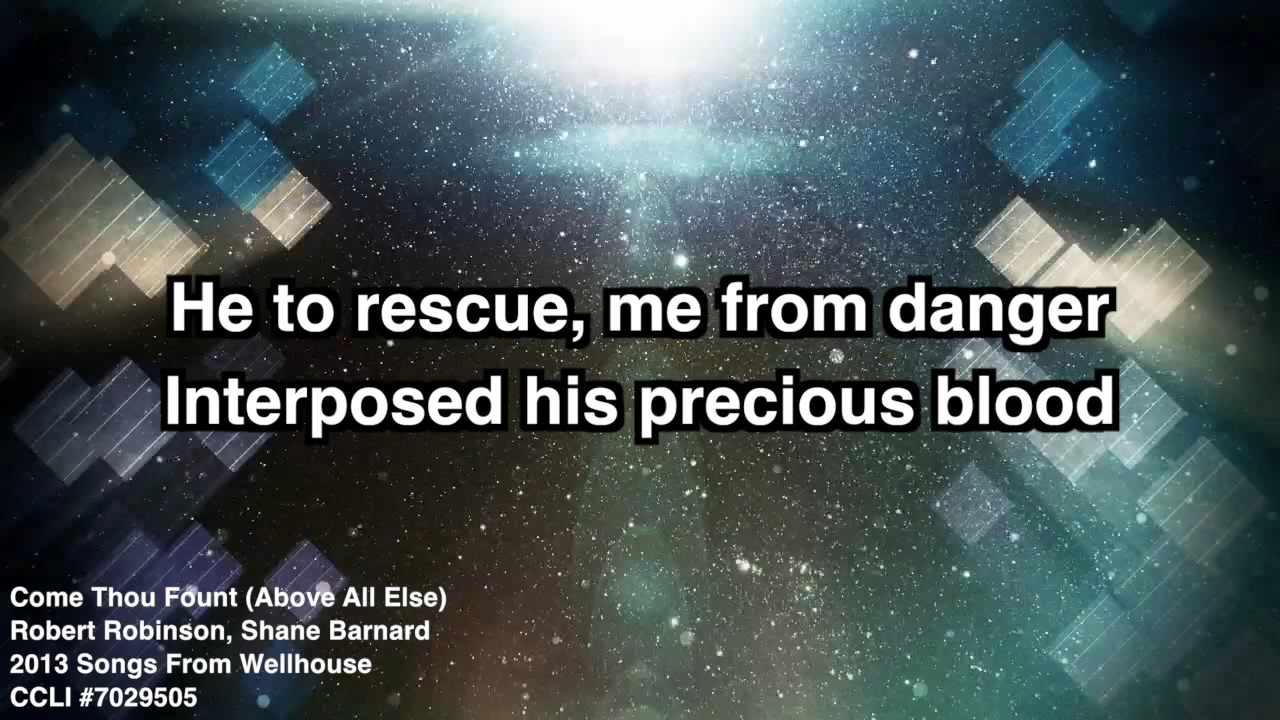 He to rescue, me from danger
Interposed his precious blood
Come Thou Fount (Above All Else)
Robert Robinson, Shane Barnard
2013 Songs From Wellhouse
CCLI #7029505